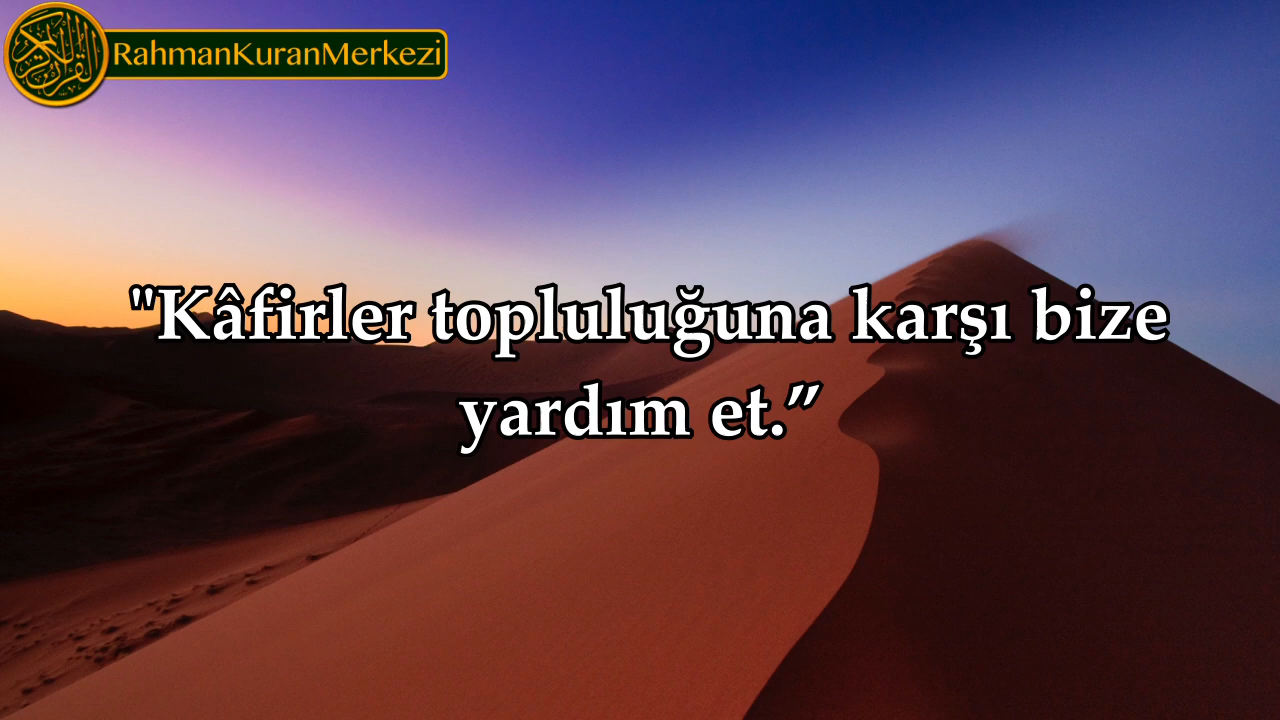 RahmanKuranMerkezi
"Kâfirler topluluğuna karşı bize
yardım et.”